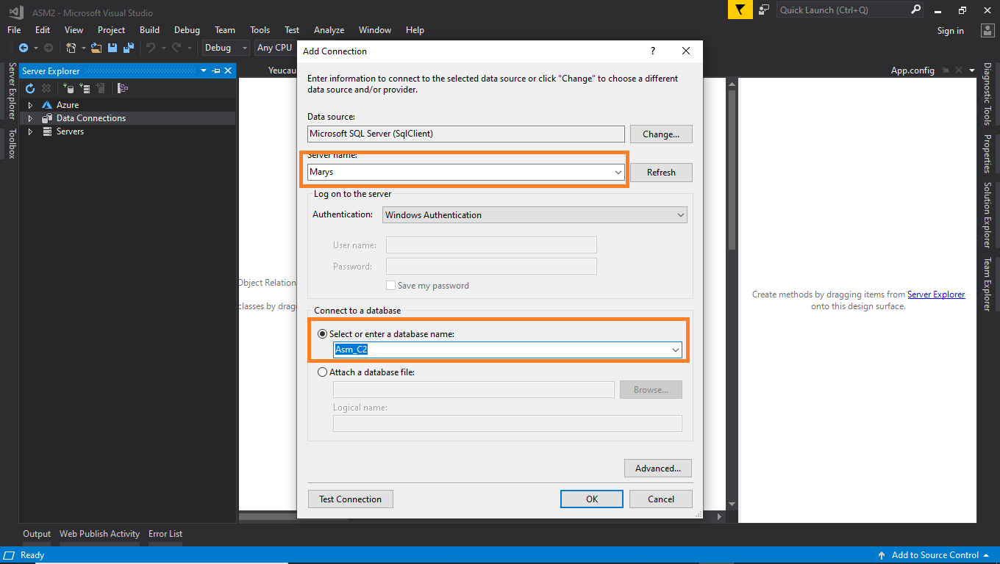 ASM2 - Microsoft Visual Studio
Quick Launch (Ctrl+Q)
File Edit View Project Build Debug Team Tools Test Analyze Window Help
Sign in
Debug Any CPU
Server Explorer
Toolbox
Server Explorer
Azure
Data Connections
Servers
Yeucau
Object Relation
classes by drag
Add Connection
?
Enter information to connect to the selected data source or click "Change" to choose a different
data source and/or provider.
Data source:
Microsoft SQL Server (SqlClient)
Change...
Server name:
Marys
Refresh
Log on to the server
Authentication: Windows Authentication
User name:
Password:
Save my password
Connect to a database
Select or enter a database name:
Asm_C2
Attach a database file:
Browse...
Logical name:
Advanced...
Test Connection
OK
Cancel
App.config
Create methods by dragging items from Server Explorer
onto this design surface.
Diagnostic Tools
Properties
Solution Explorer
Team Explorer
Output Web Publish Activity Error List
Ready
Add to Source Control